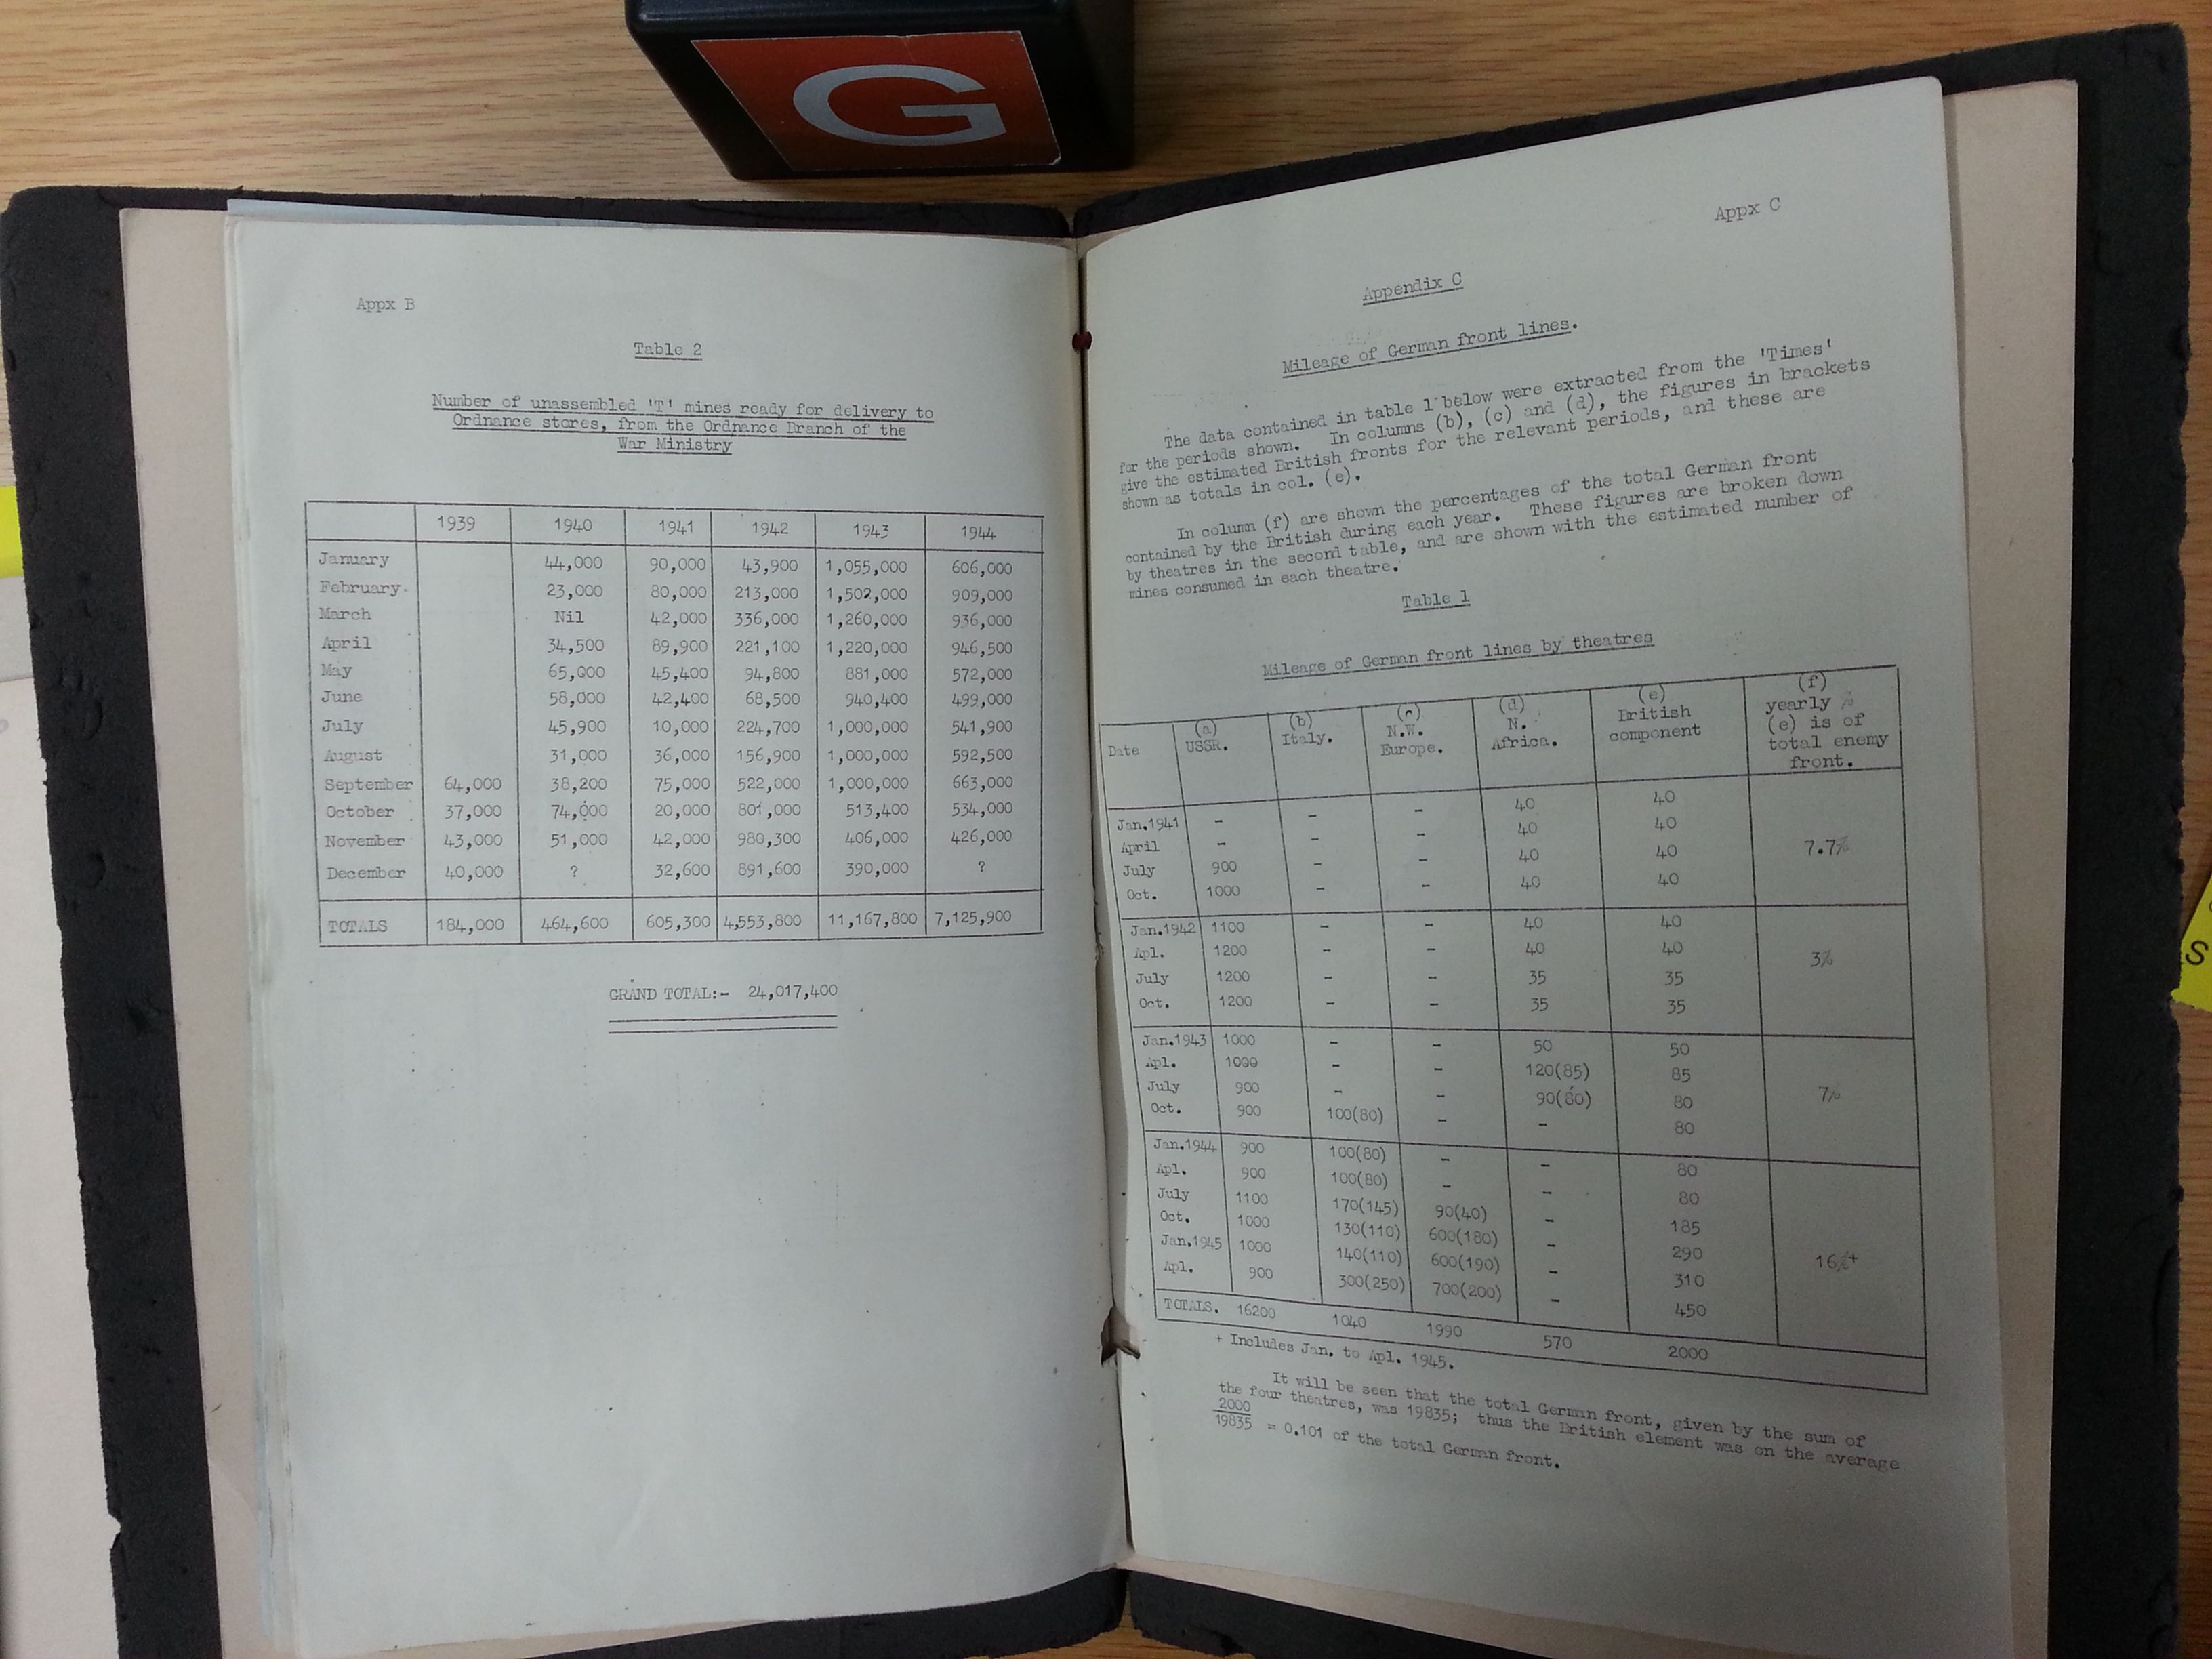 G
Appx B
Table 2
Number of unassembled 'T' mines ready for delivery to
Ordnance stores, from the Ordnance Branch of the
War Ministry
1939 1940 1941 1942 1943 1944
January 44,000 90,000 43,900 1,055,000 606,000
February 23,000 80,000 213,000 1,502,000 909,000
March Nil 42,000 336,000 1,260,000 936,000
April 34,500 89,900 221,100 1,220,000 946,500
May 65,000 45,400 94,800 881,000 572,000
June 58,000 42,400 68,500 940,400 499,000
July 45,900 10,000 224,700 1,000,000 541,900
August 31,000 36,000 156,900 1,000,000 592,500
September 64,000 38,200 75,000 522,000 1,000,000 663,000
October 37,000 74,000 20,000 801,000 513,400 534,000
November 43,000 51,000 42,000 980,300 406,000 426,000
December 40,000 ? 32,600 891,600 390,000 ?
TOTALS 184,000 464,600 605,300 4,553,800 11,167,800 7,125,900
GRAND TOTAL:- 24,017,400
Appx C
Appendix C
Mileage of German front lines.
The data contained in table 1 below were extracted from the 'Times'
for the periods shown. In columns (b), (c) and (d), the figures in brackets
give the estimated British fronts for the relevant periods, and these are
shown as totals in col. (e).
In column (f) are shown the percentages of the total German front
contained by the British during each year. These figures are broken down
by theatres in the second table, and are shown with the estimated number of
mines consumed in each theatre.
Table 1
Mileage of German front lines by theatres
Date (a) USSR. (b) Italy. (c) N.W. Europe. (d) N. Africa. (e) British component (f) yearly % (e) is of total enemy front.
Jan.1941 - - - 40 40
April - - - 40 40 7.7%
July 900 - - 40 40
Oct. 1000 - - 40 40
Jan.1942 1100 - - 40 40
Apl. 1200 - - 40 40 3%
July 1200 - - 35 35
Oct. 1200 - - 35 35
Jan.1943 1000 - - 50 50
Apl. 1000 - - 120(85) 85
July 900 - - 90(80) 80 7%
Oct. 900 100(80) - - 80
Jan.1944 900 100(80) - - 80
Apl. 900 100(80) - - 80
July 1100 170(145) 90(40) - 185
Oct. 1000 130(110) 600(180) - 290 16%+
Jan.1945 1000 140(110) 600(190) - 310
Apl. 900 300(250) 700(200) - 450
TOTALS. 16200 1040 1990 570 2000
+ Includes Jan. to Apl. 1945.
It will be seen that the total German front, given by the sum of
the four theatres, was 19835; thus the British element was on the average
2000
19835 = 0.101 of the total German front.
S